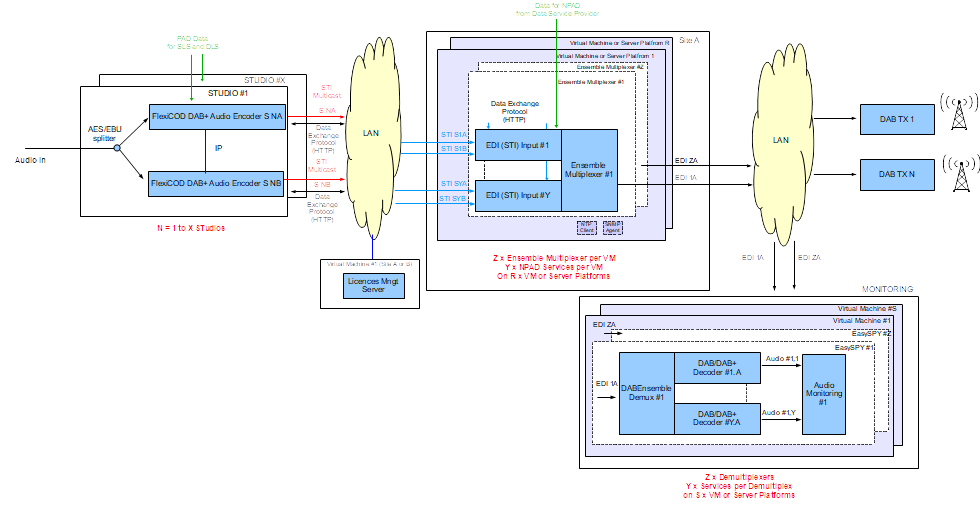 Data for NPAD
from Data Service Provider
PAD Data
for SLS and DLS
STUDIO #X
STUDIO #1
FlexiCOD DAB+ Audio Encoder S NA
AES/EBU
splitter
IP
Audio In
FlexiCOD DAB+ Audio Encoder S NB
N = 1 to X STudios
STI
Multicast
S NA
Data
Exchange
Protocol
(HTTP)
STI
Multicast
S NB
Data
Exchange
Protocol
(HTTP)
LAN
Virtual Machine #1 (Site A or B)
Licences Mngt
Server
STI S1A
STI S1B
STI SYA
STI SYB
Site A
Virtual Machine or Server Platfrom R
Virtual Machine or Server Platfrom 1
Ensemble Multiplexer #Z
Ensemble Multiplexer #1
Data Exchange
Protocol
(HTTP)
EDI (STI) Input #1
EDI (STI) Input #Y
Ensemble
Multiplexer #1
Client
Agent
Z x Ensemble Multiplexer per VM
Y x NPAD Services per VM
On R x VM or Server Platforms
EDI ZA
EDI 1A
LAN
DAB TX 1
DAB TX N
EDI 1A
EDI ZA
MONITORING
Virtual Machine #S
Virtual Machine #1
EasySPY #Z
EasySPY #1
EDI ZA
EDI 1A
DABEnsemble
Demux #1
DAB/DAB+
Decoder #1.A
DAB/DAB+
Decoder #Y.A
Audo #1,1
Audo #1,Y
Audio
Monitoring
#1
Z x Demultiplexers
Y x Services per Demultiplex
on S x VM or Server Platforms